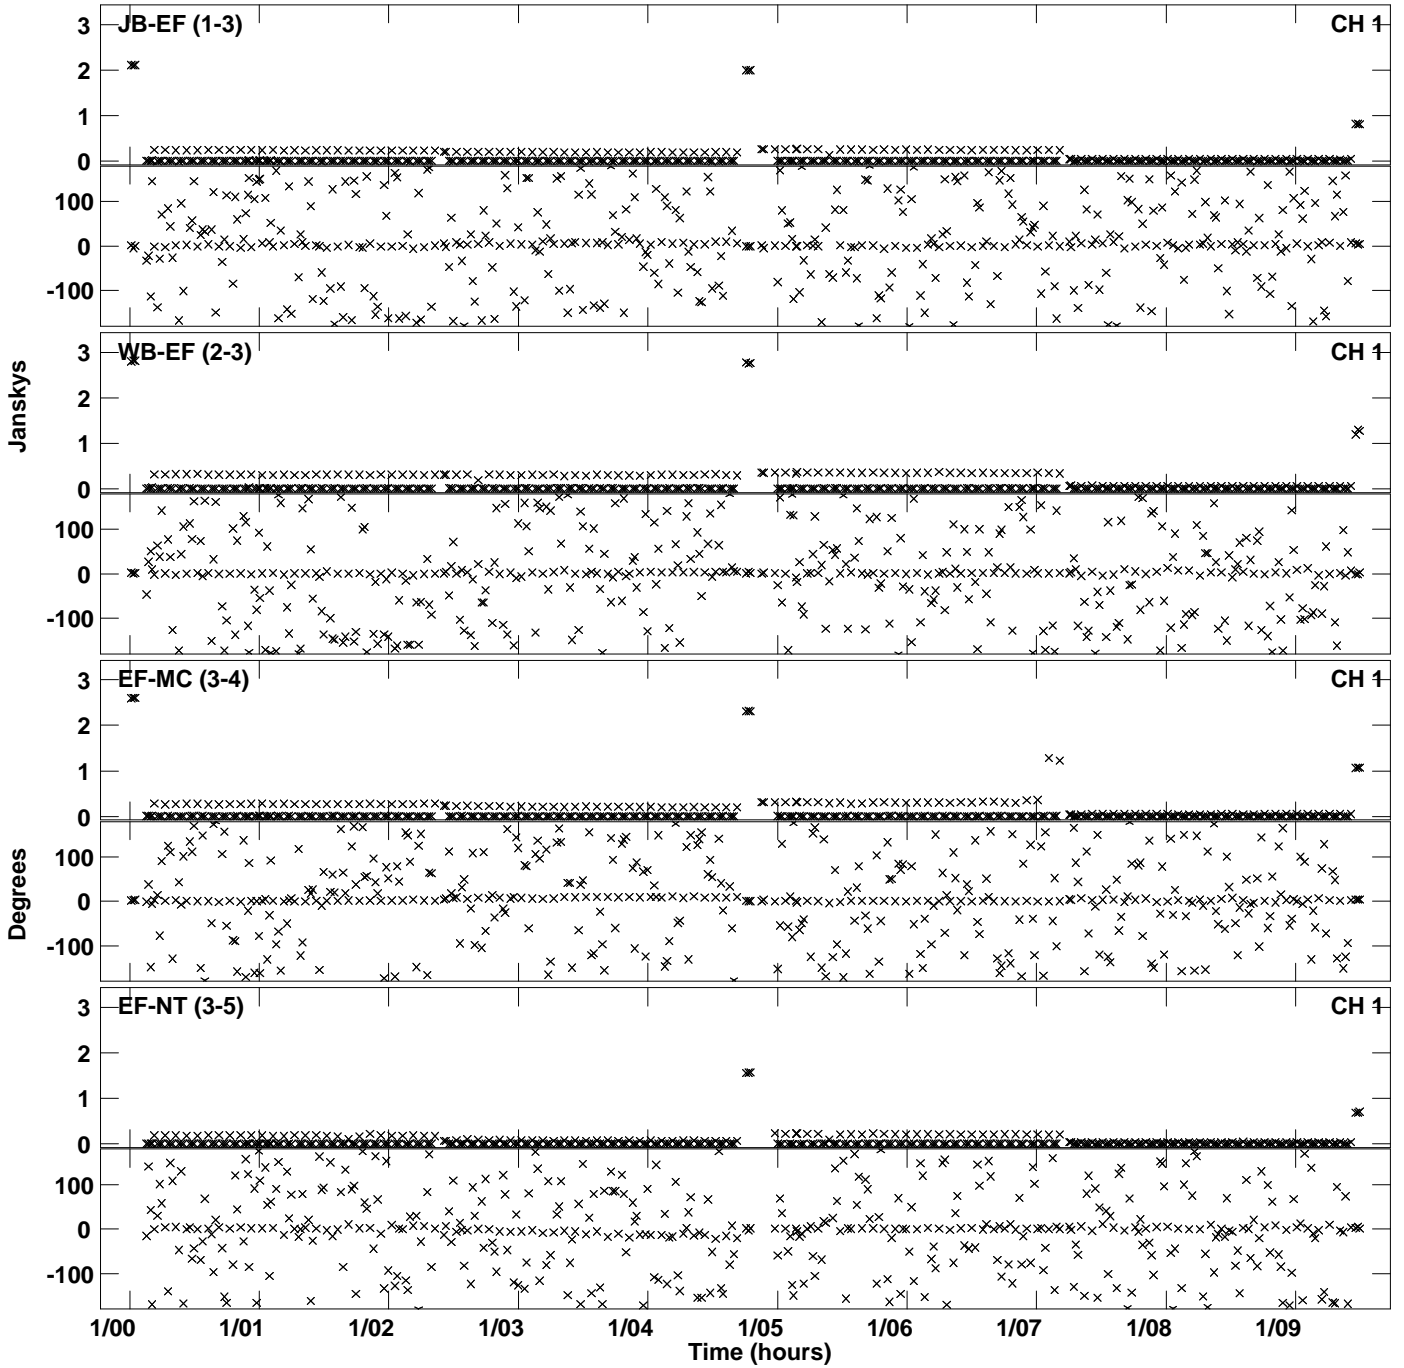 JB-EF (1-3)
CH 1
3
2
1
0
100
0
-100
WB-EF (2-3)
CH 1
3
2
1
0
100
0
-100
Janskys
EF-MC (3-4)
CH 1
3
2
1
0
100
0
-100
Degrees
EF-NT (3-5)
CH 1
3
2
1
0
100
0
-100
1/00 1/01 1/02 1/03 1/04 1/05 1/06 1/07 1/08 1/09
Time (hours)